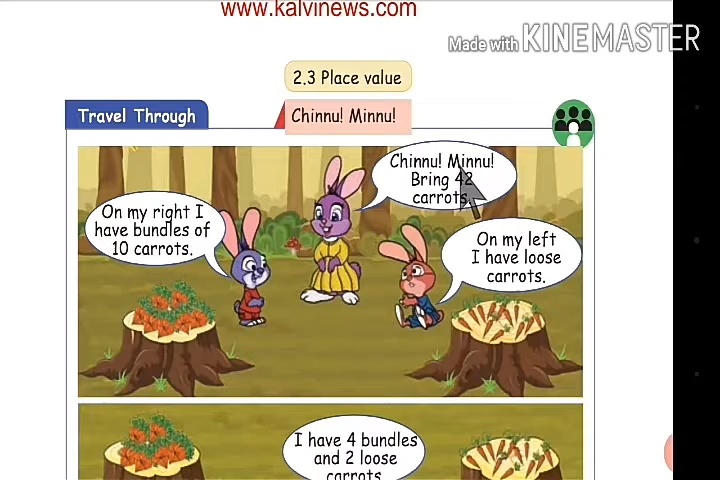 www.kalvinews.com
Made with KINEMASTER
2.3 Place value
Travel Through
Chinnu! Minnu!
Chinnu! Minnu!
Bring 42
carrots.
On my right I
have bundles of
10 carrots.
On my left
I have loose
carrots.
I have 4 bundles
and 2 loose
carrots